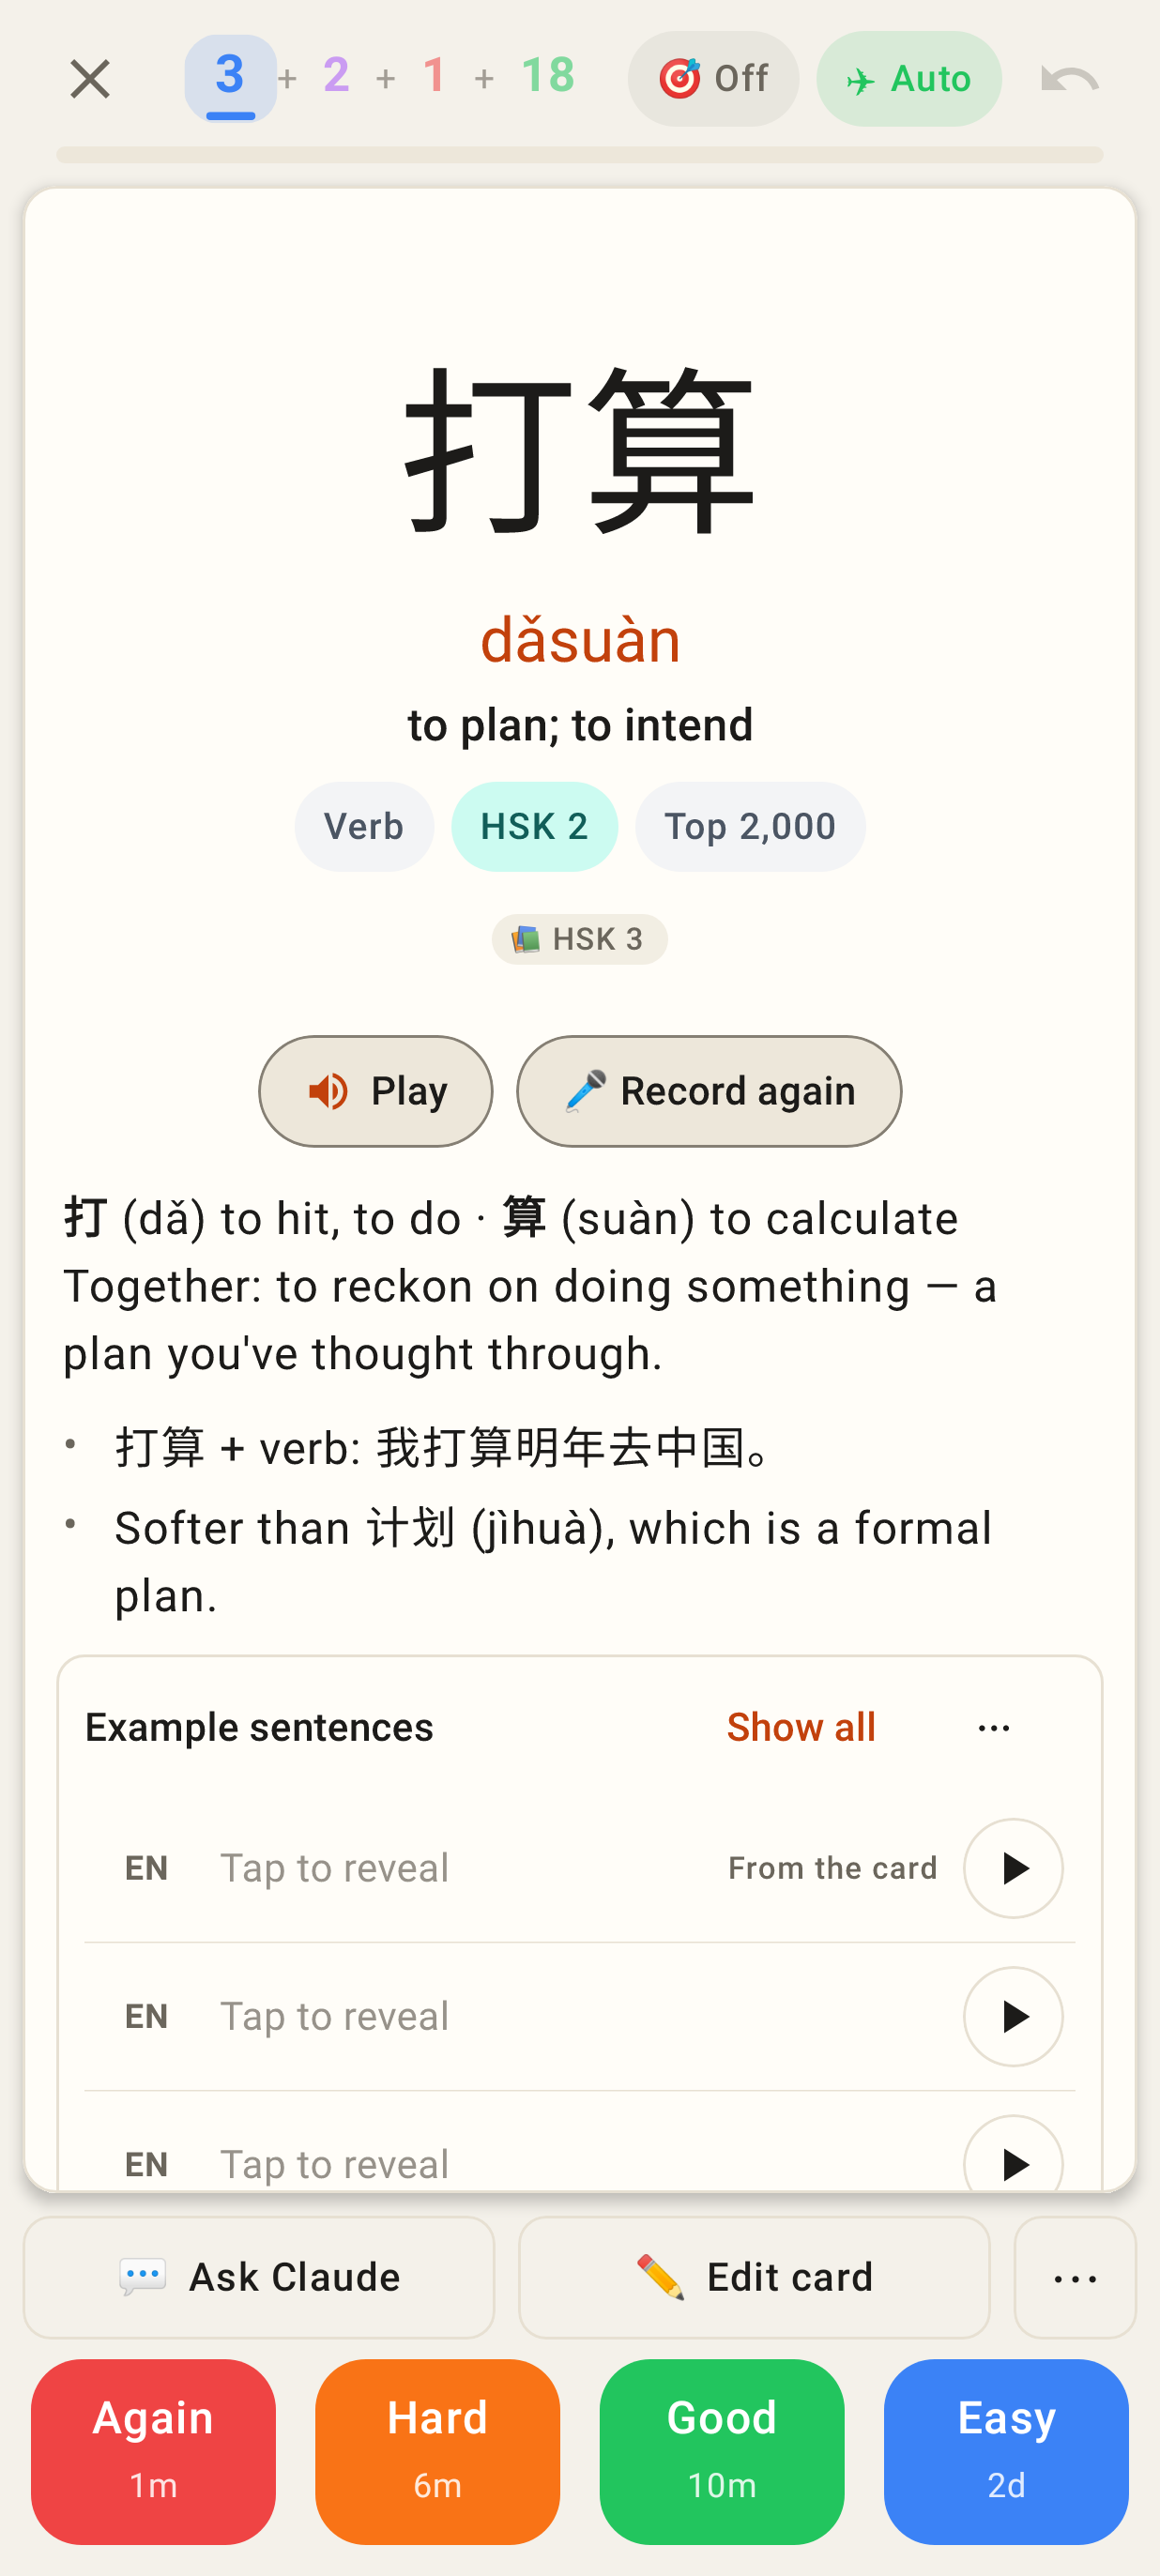 3 + 2 + 1 + 18 Off Auto
打算
dǎsuàn
to plan; to intend
Verb HSK 2 Top 2,000
HSK 3
Play Record again
打 (dǎ) to hit, to do · 算 (suàn) to calculate
Together: to reckon on doing something — a
plan you've thought through.
• 打算 + verb: 我打算明年去中国。
• Softer than 计划 (jìhuà), which is a formal
plan.
Example sentences Show all ...
EN Tap to reveal From the card
EN Tap to reveal
EN Tap to reveal
Ask Claude Edit card ...
Again Hard Good Easy
1m 6m 10m 2d